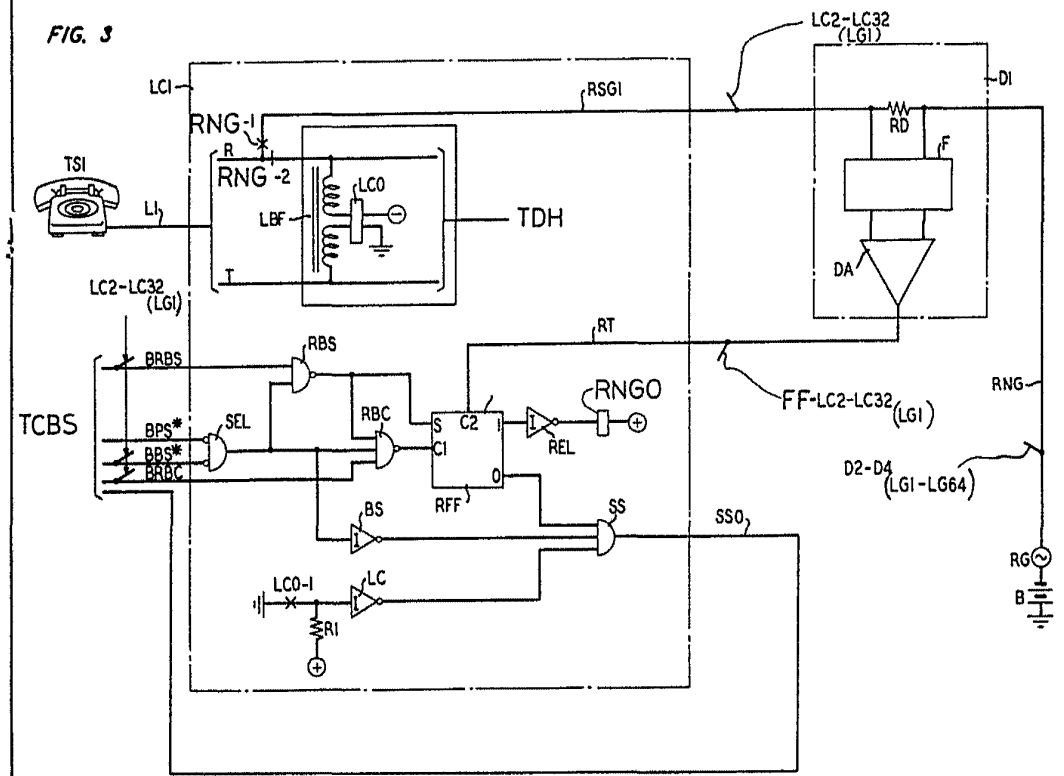 FIG. 3
LC2-LC32
(LG1)
LC1
RSG1
D1
RNG-1
RD
R
RNG-2
F
TS1
LC0
L1
LBF
TDH
DA
T
LC2-LC32
(LG1)
RT
RBS
BRBS
RNG
RNG0
FF-LC2-LC32
(LG1)
TCBS
SEL
RBC
S
C2
1
I
REL
BPS*
C1
BBS*
D2-D4
(LG1-LG64)
BRBC
0
RFF
BS
SS
SS0
I
RG
LC0-1
LC
I
B
R1